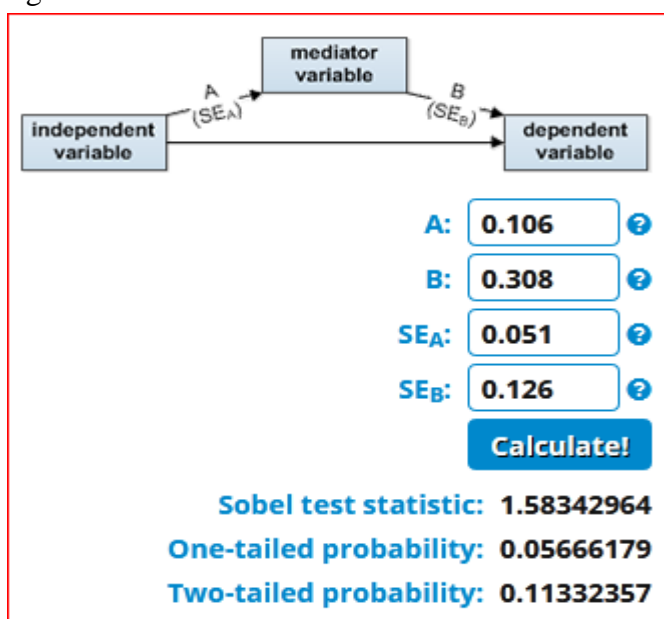 mediator
variable
A
(SEA)
B
(SEB)
independent
variable
dependent
variable
A: 0.106 ?
B: 0.308 ?
SEA: 0.051 ?
SEB: 0.126 ?
Calculate!
Sobel test statistic: 1.58342964
One-tailed probability: 0.05666179
Two-tailed probability: 0.11332357